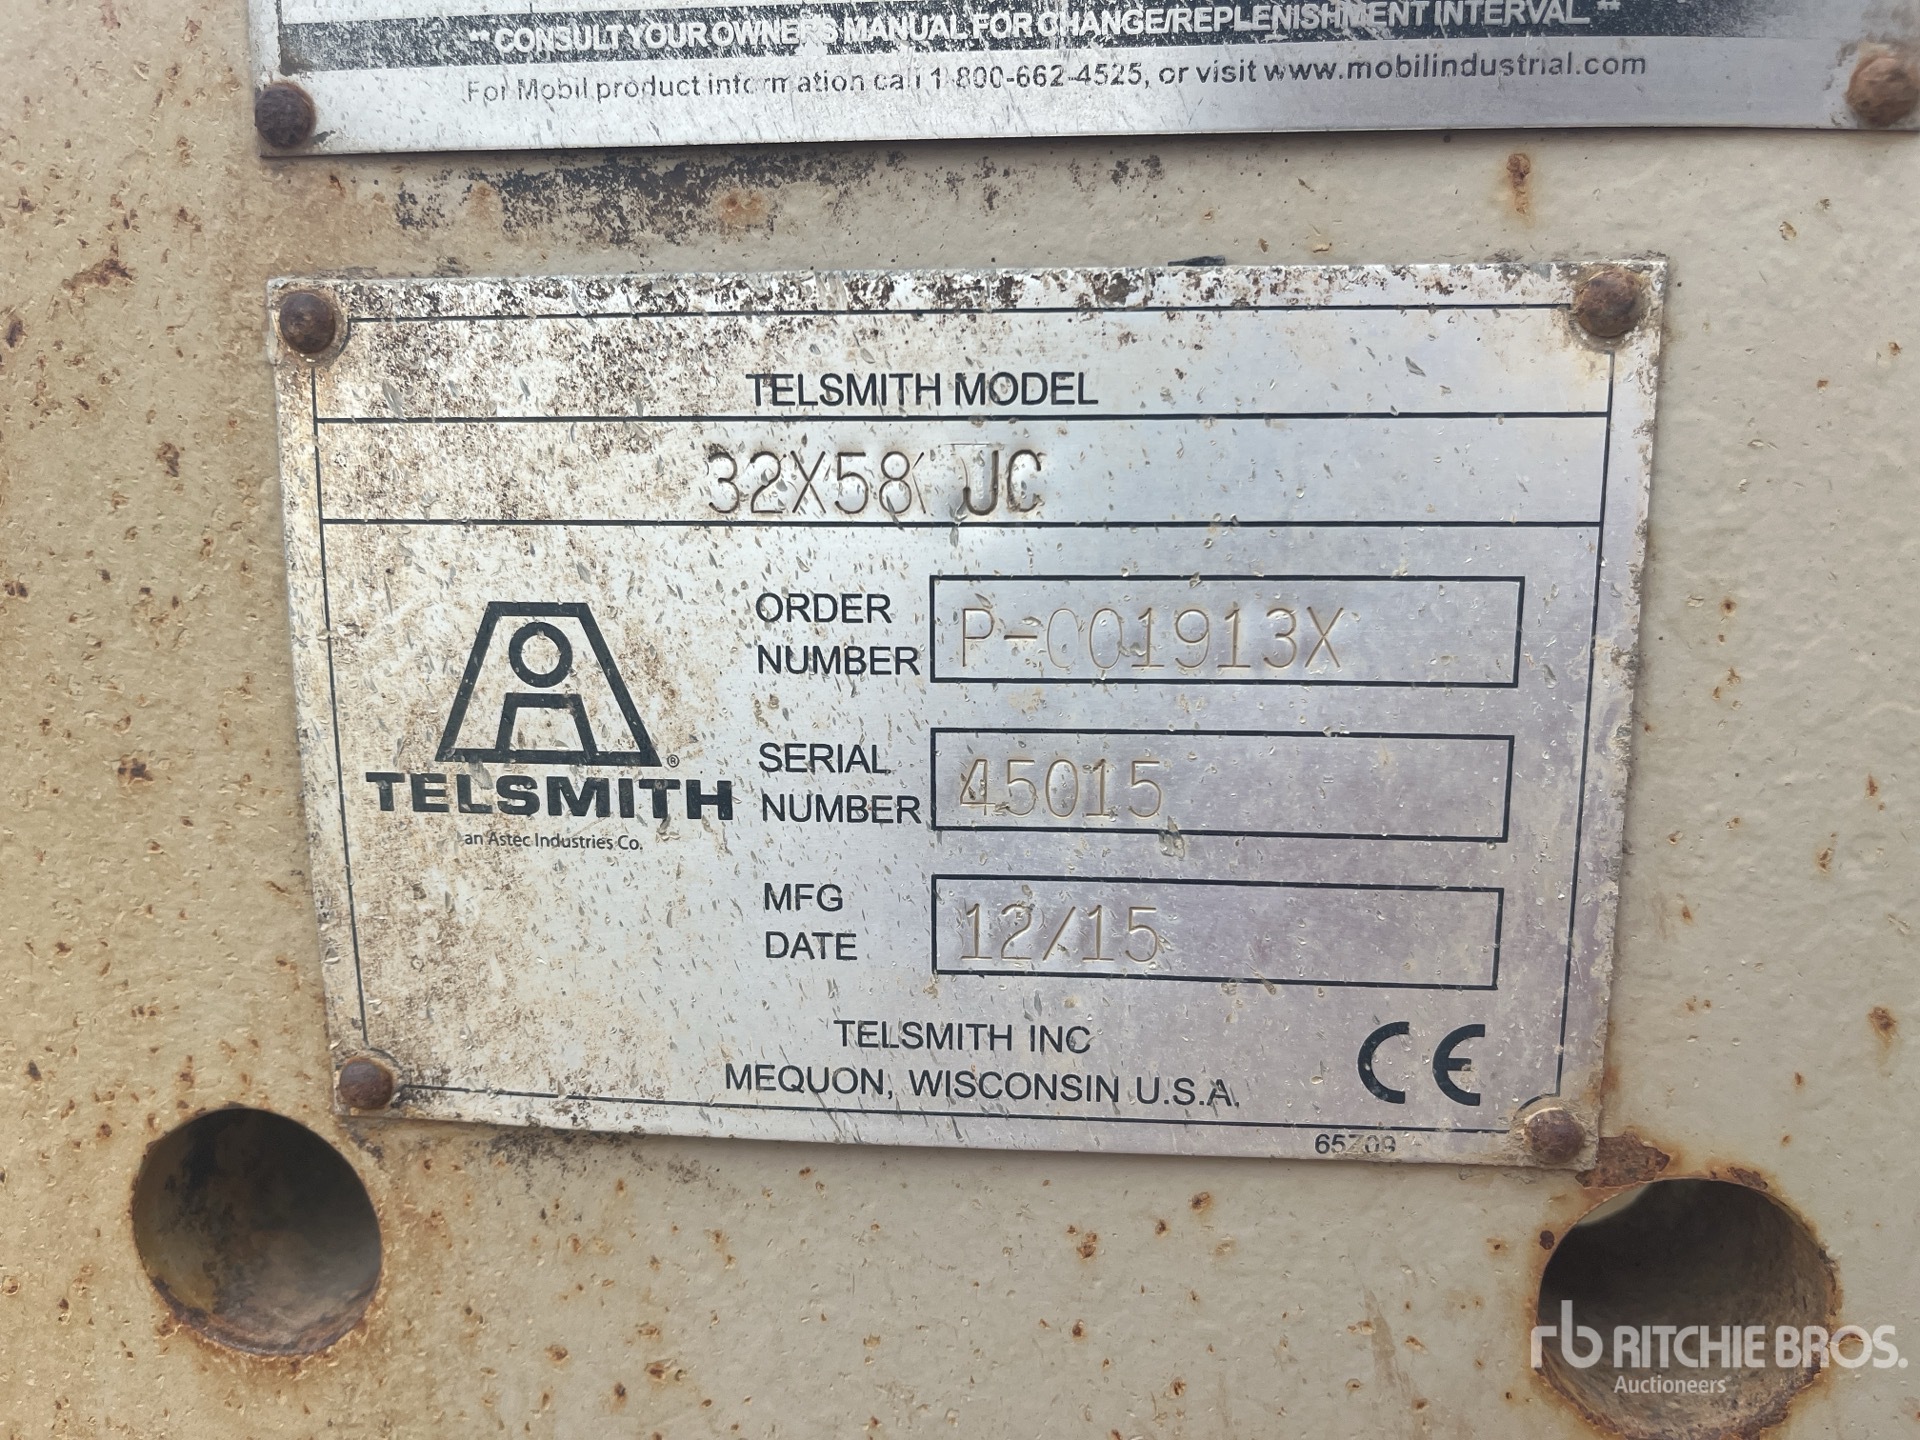 ** CONSULT YOUR OWNER'S MANUAL FOR CHANGE/REPLENISHMENT INTERVAL **
For Mobil product information call 1-800-662-4525, or visit www.mobilindustrial.com
TELSMITH MODEL
32X58 JC
ORDER NUMBER P-001913X
SERIAL NUMBER 45015
MFG DATE 12/15
TELSMITH®
an Astec Industries Co.
TELSMITH INC
MEQUON, WISCONSIN U.S.A.
CE
65Z09
rb RITCHIE BROS.
Auctioneers